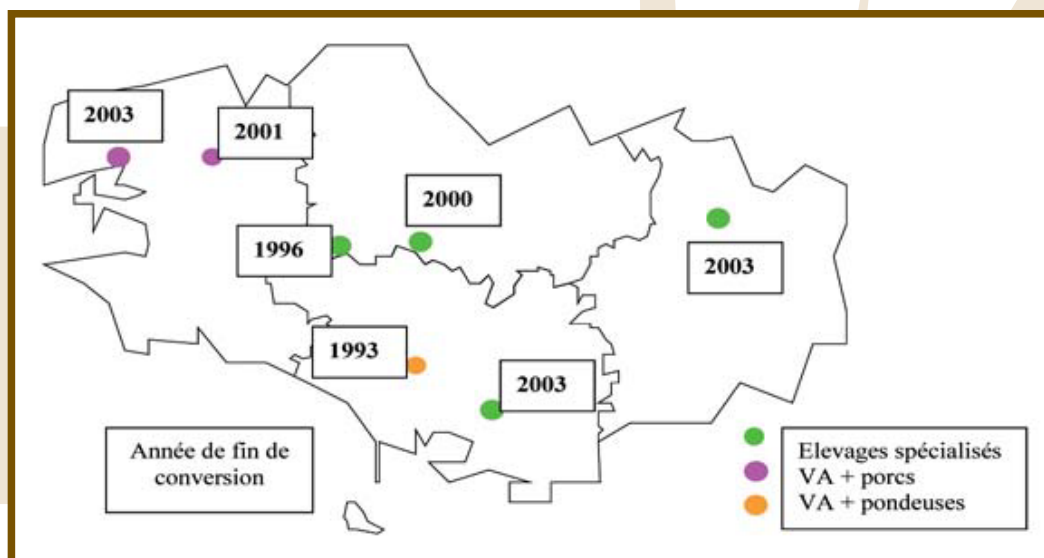 2003
2001
2000
1996
2003
1993
2003
Année de fin de
conversion
Elevages spécialisés
VA + porcs
VA + pondeuses